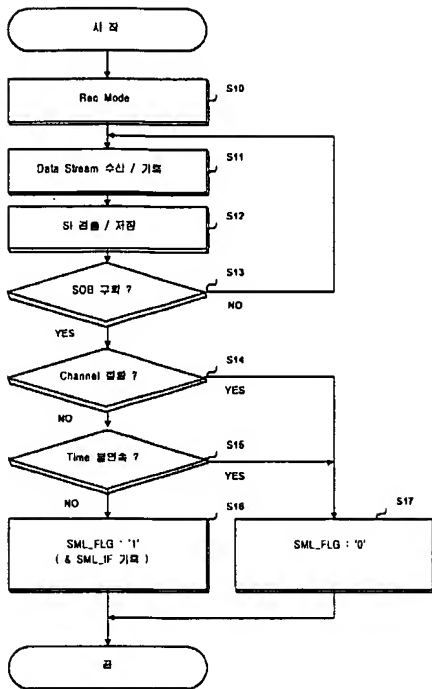 시 작
Rec Mode
S10
Data Stream 수신 / 기록
S11
SI 검출 / 저장
S12
SOB 구획 ?
S13
NO
YES
Channel 전환 ?
S14
YES
NO
Time 불연속 ?
S15
YES
NO
S16
SML_FLG : '1'
( & SML_IF 기록 )
S17
SML_FLG : '0'
끝